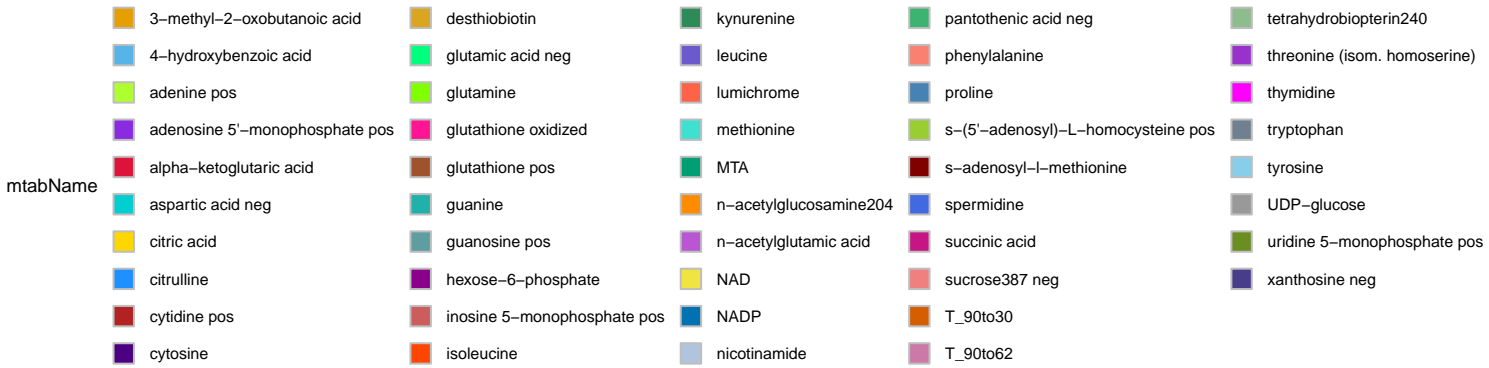 mtabName
3−methyl−2−oxobutanoic acid
4−hydroxybenzoic acid
adenine pos
adenosine 5'−monophosphate pos
alpha−ketoglutaric acid
aspartic acid neg
citric acid
citrulline
cytidine pos
cytosine
desthiobiotin
glutamic acid neg
glutamine
glutathione oxidized
glutathione pos
guanine
guanosine pos
hexose−6−phosphate
inosine 5−monophosphate pos
isoleucine
kynurenine
leucine
lumichrome
methionine
MTA
n−acetylglucosamine204
n−acetylglutamic acid
NAD
NADP
nicotinamide
pantothenic acid neg
phenylalanine
proline
s−(5'−adenosyl)−L−homocysteine pos
s−adenosyl−l−methionine
spermidine
succinic acid
sucrose387 neg
T_90to30
T_90to62
tetrahydrobiopterin240
threonine (isom. homoserine)
thymidine
tryptophan
tyrosine
UDP−glucose
uridine 5−monophosphate pos
xanthosine neg